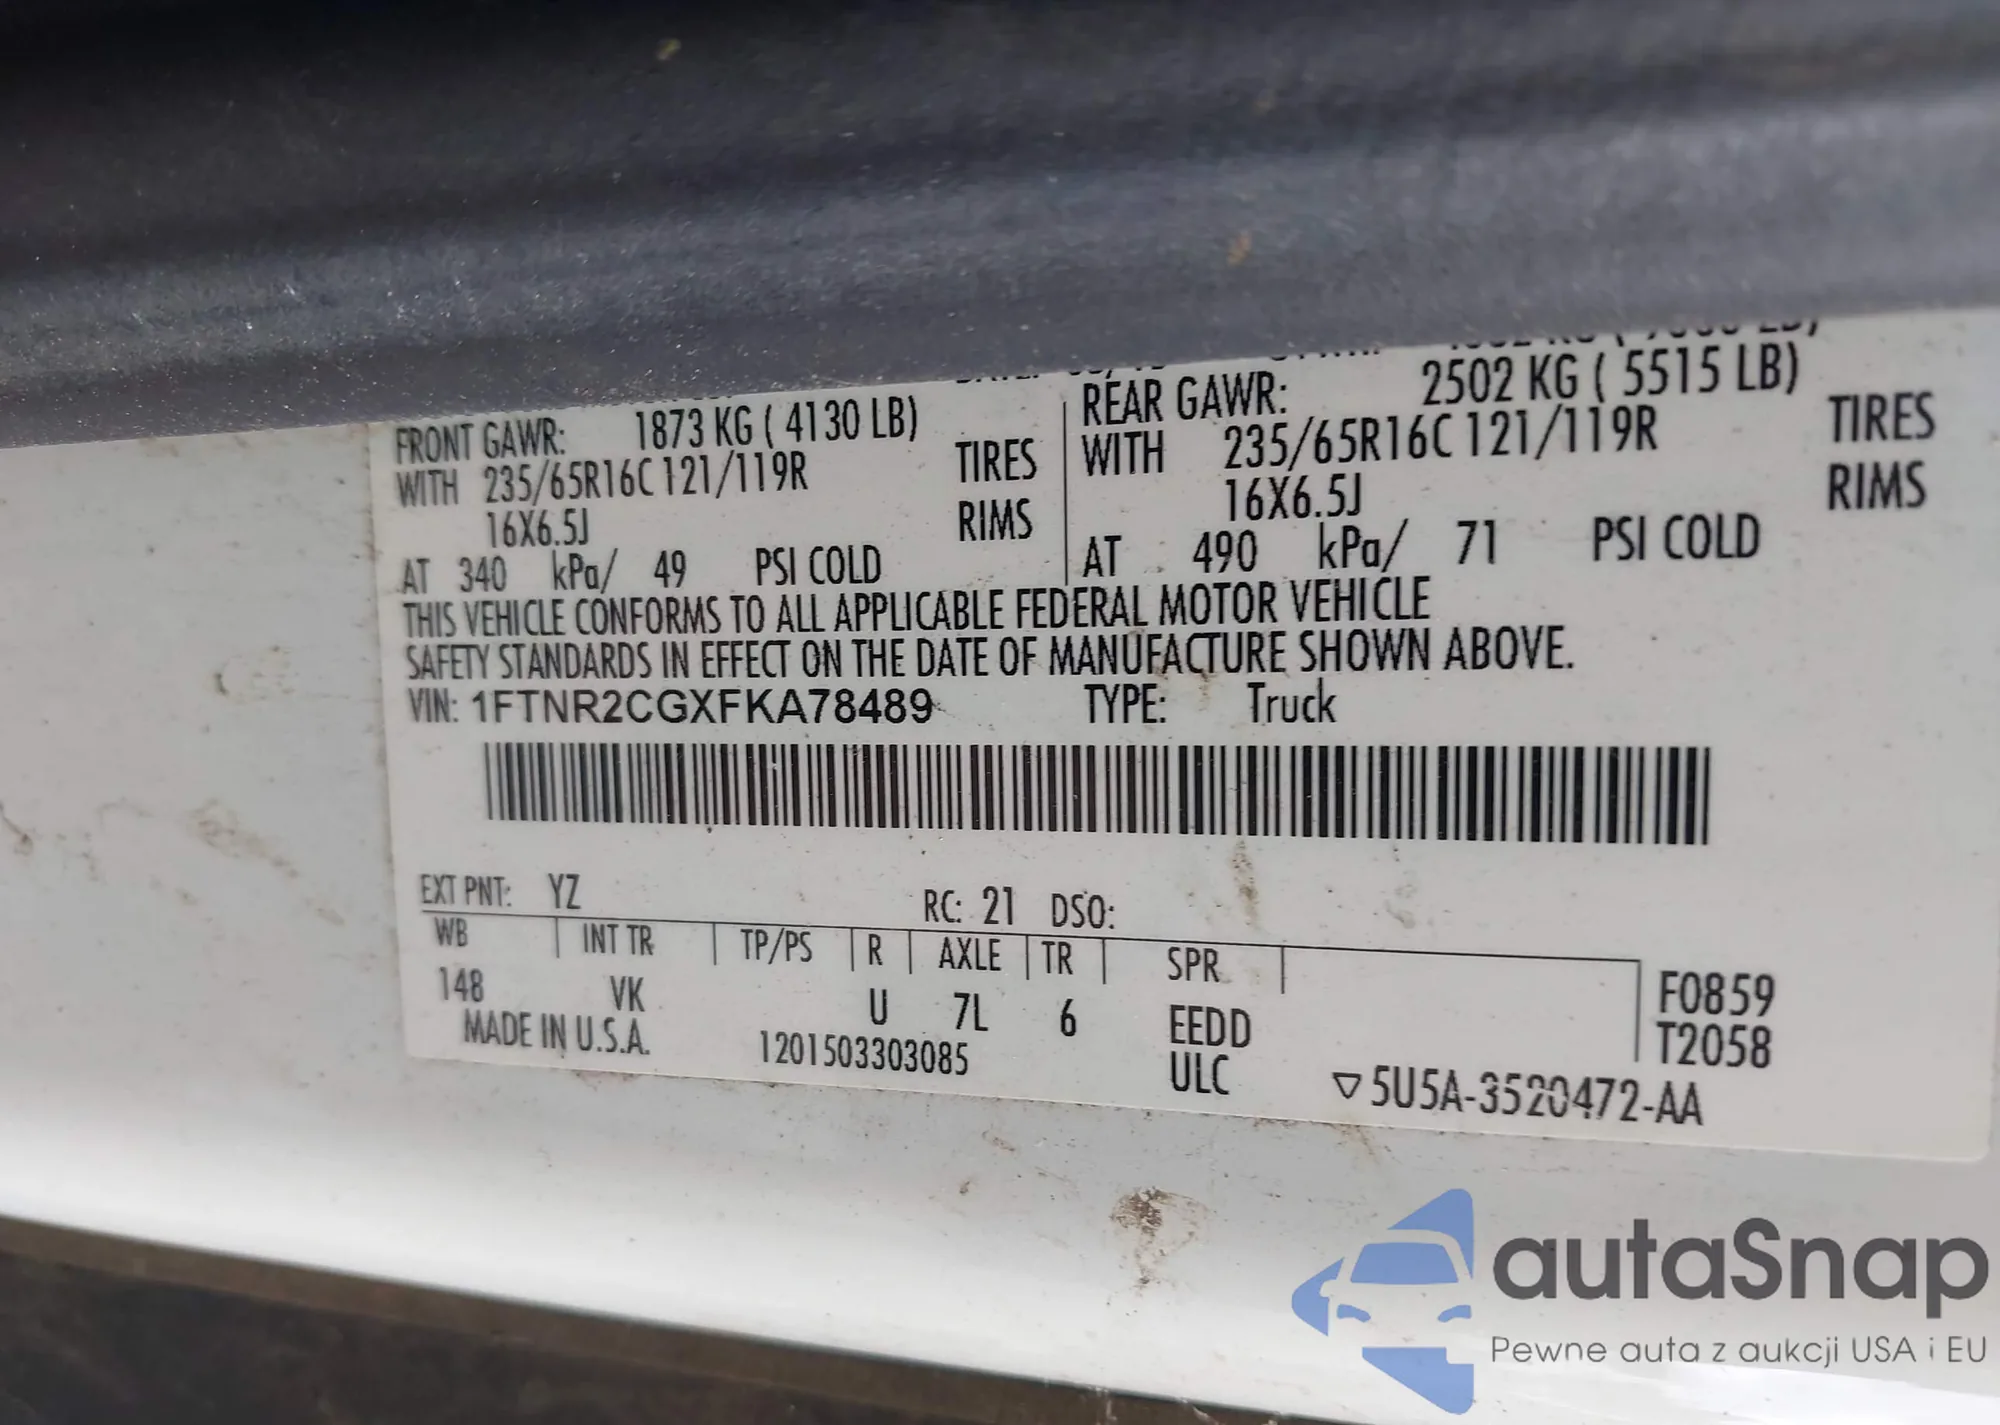 FRONT GAWR: 1873 KG ( 4130 LB)
WITH 235/65R16C 121/119R TIRES
16X6.5J RIMS
AT 340 kPa/ 49 PSI COLD
REAR GAWR: 2502 KG ( 5515 LB)
WITH 235/65R16C 121/119R TIRES
16X6.5J RIMS
AT 490 kPa/ 71 PSI COLD
THIS VEHICLE CONFORMS TO ALL APPLICABLE FEDERAL MOTOR VEHICLE
SAFETY STANDARDS IN EFFECT ON THE DATE OF MANUFACTURE SHOWN ABOVE.
VIN: 1FTNR2CGXFKA78489 TYPE: Truck
EXT PNT: YZ RC: 21 DSO:
WB INT TR TP/PS R AXLE TR SPR
148 VK U 7L 6 EEDD F0859
MADE IN U.S.A. 1201503303085 ULC T2058
▽5U5A-3520472-AA
autaSnap
Pewne auta z aukcji USA i EU